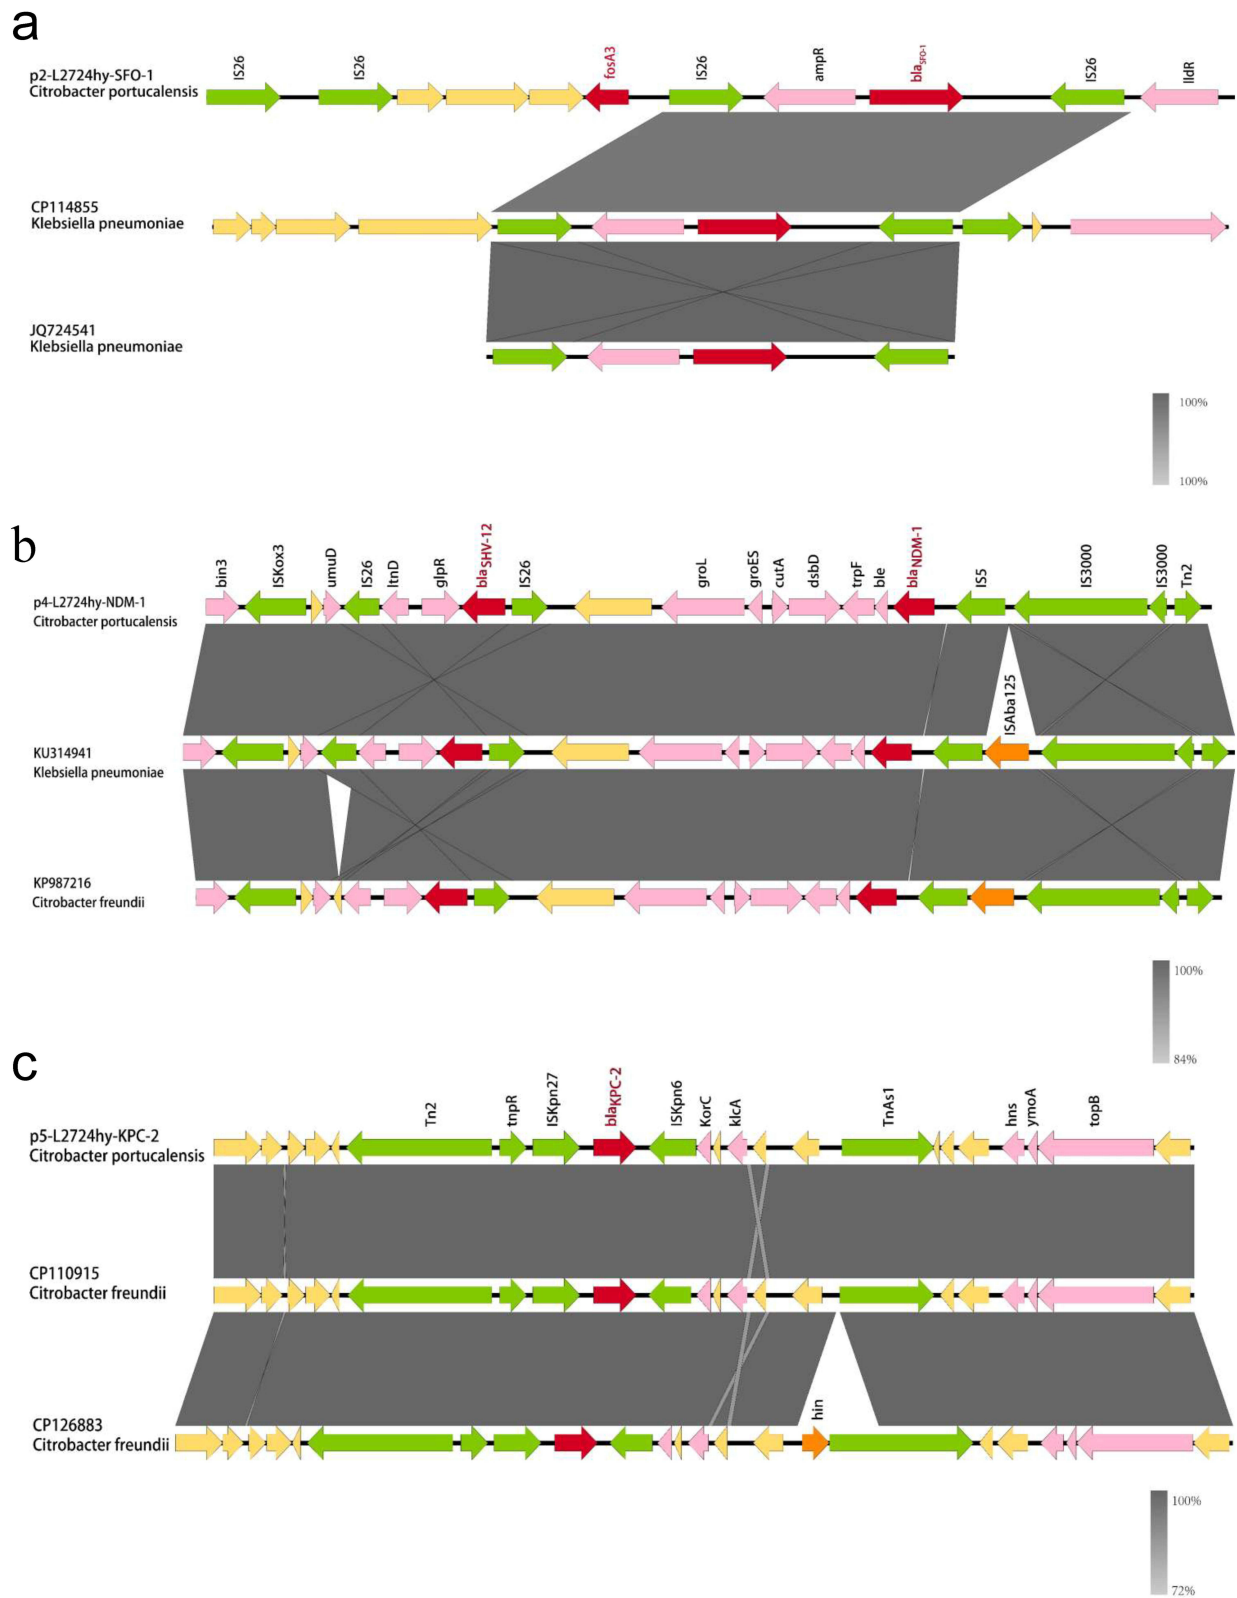 a
IS26
IS26
fosA3
IS26
ampR
blaSFO-1
IS26
lldR
p2-L2724hy-SFO-1
Citrobacter portucalensis
CP114855
Klebsiella pneumoniae
JQ724541
Klebsiella pneumoniae
100%
100%
b
bin3
ISKox3
umuD
IS26
ltnD
glpR
blaSHV-12
IS26
groL
groES
cutA
dsbD
trpF
ble
blaNDM-1
IS5
IS3000
IS3000
Tn2
p4-L2724hy-NDM-1
Citrobacter portucalensis
ISAba125
KU314941
Klebsiella pneumoniae
KP987216
Citrobacter freundii
100%
84%
c
Tn2
tnpR
ISKpn27
blaKPC-2
ISKpn6
KorC
klcA
TnAs1
hns
ymoA
topB
p5-L2724hy-KPC-2
Citrobacter portucalensis
CP110915
Citrobacter freundii
hin
CP126883
Citrobacter freundii
100%
72%